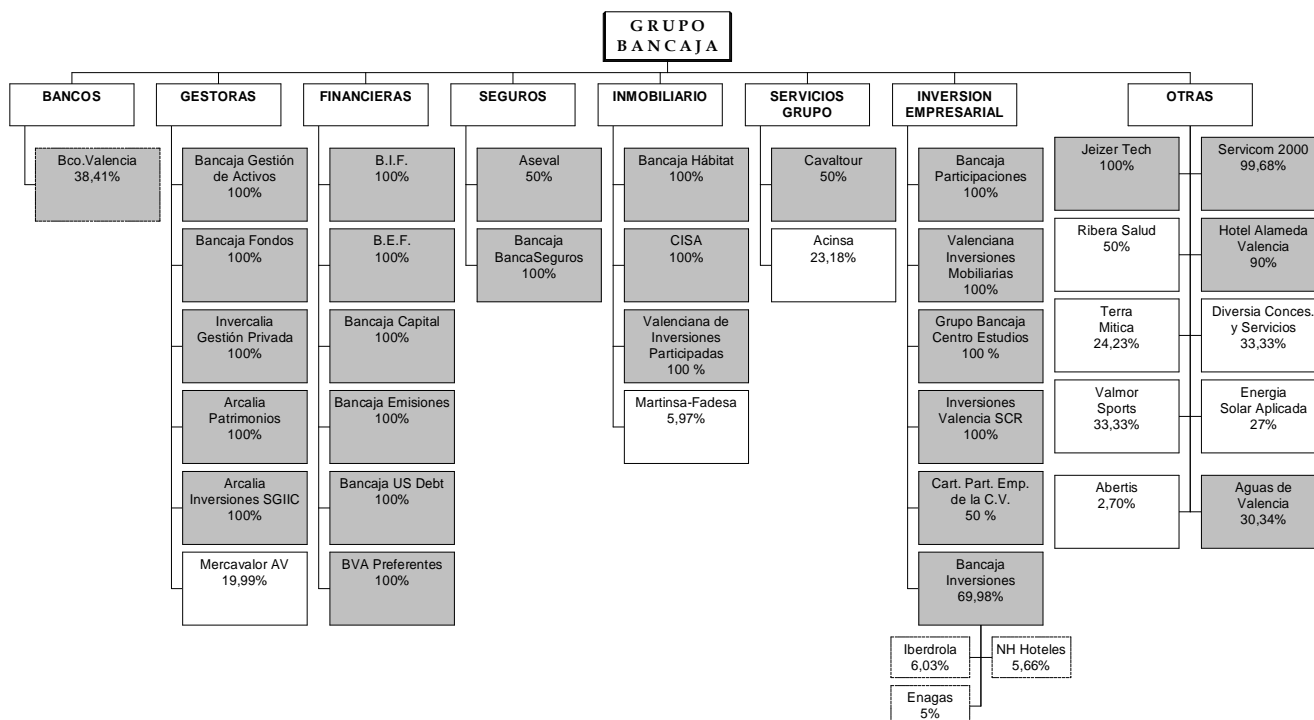 GRUPO
BANCAJA
BANCOS
GESTORAS
FINANCIERAS
SEGUROS
INMOBILIARIO
SERVICIOS
GRUPO
INVERSION
EMPRESARIAL
OTRAS
Bco.Valencia
38,41%
Bancaja Gestión
de Activos
100%
Bancaja Fondos
100%
Invercalia
Gestión Privada
100%
Arcalia
Patrimonios
100%
Arcalia
Inversiones SGIIC
100%
Mercavalor AV
19,99%
B.I.F.
100%
B.E.F.
100%
Bancaja Capital
100%
Bancaja Emisiones
100%
Bancaja US Debt
100%
BVA Preferentes
100%
Aseval
50%
Bancaja
BancaSeguros
100%
Bancaja Hábitat
100%
CISA
100%
Valenciana de
Inversiones
Participadas
100 %
Martinsa-Fadesa
5,97%
Cavaltour
50%
Acinsa
23,18%
Bancaja
Participaciones
100%
Valenciana
Inversiones
Mobiliarias
100%
Grupo Bancaja
Centro Estudios
100 %
Inversiones
Valencia SCR
100%
Cart. Part. Emp.
de la C.V.
50 %
Bancaja
Inversiones
69,98%
Iberdrola
6,03%
NH Hoteles
5,66%
Enagas
5%
Jeizer Tech
100%
Servicom 2000
99,68%
Ribera Salud
50%
Hotel Alameda
Valencia
90%
Terra
Mitica
24,23%
Diversia Conces.
y Servicios
33,33%
Valmor
Sports
33,33%
Energia
Solar Aplicada
27%
Abertis
2,70%
Aguas de
Valencia
30,34%